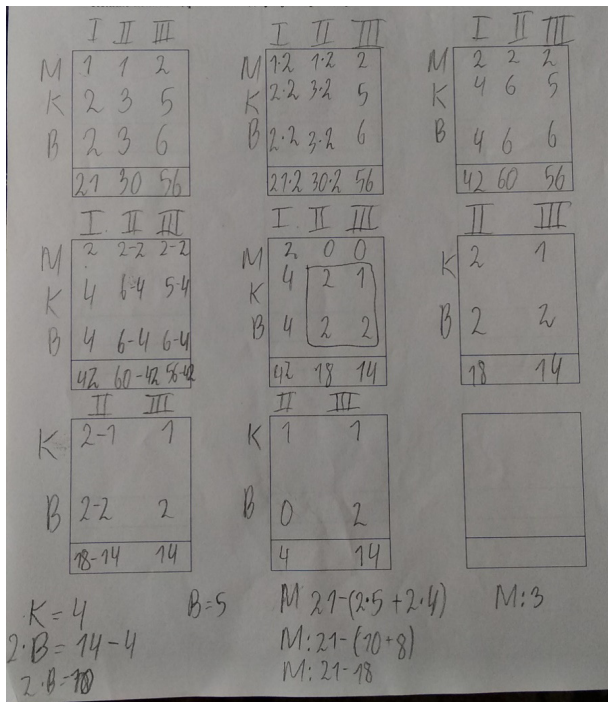 I II III
M 1 1 2
K 2 3 5
B 2 3 6
21 30 56
I II III
M 1·2 1·2 2
K 2·2 3·2 5
B 2·2 3·2 6
21·2 30·2 56
I II III
M 2 2 2
K 4 6 5
B 4 6 6
42 60 56
I II III
M 2 2-2 2-2
K 4 6-4 5-4
B 4 6-4 6-4
42 60-42 56-42
I II III
M 2 0 0
K 4 2 1
B 4 2 2
42 18 14
II III
K 2 1
B 2 2
18 14
II III
K 2-1 1
B 2-2 2
18-14 14
II III
K 1 1
B 0 2
4 14
K=4
2·B=14-4
2·B=10
B=5
M 21-(2·5+2·4)
M:21-(10+8)
M:21-18
M:3